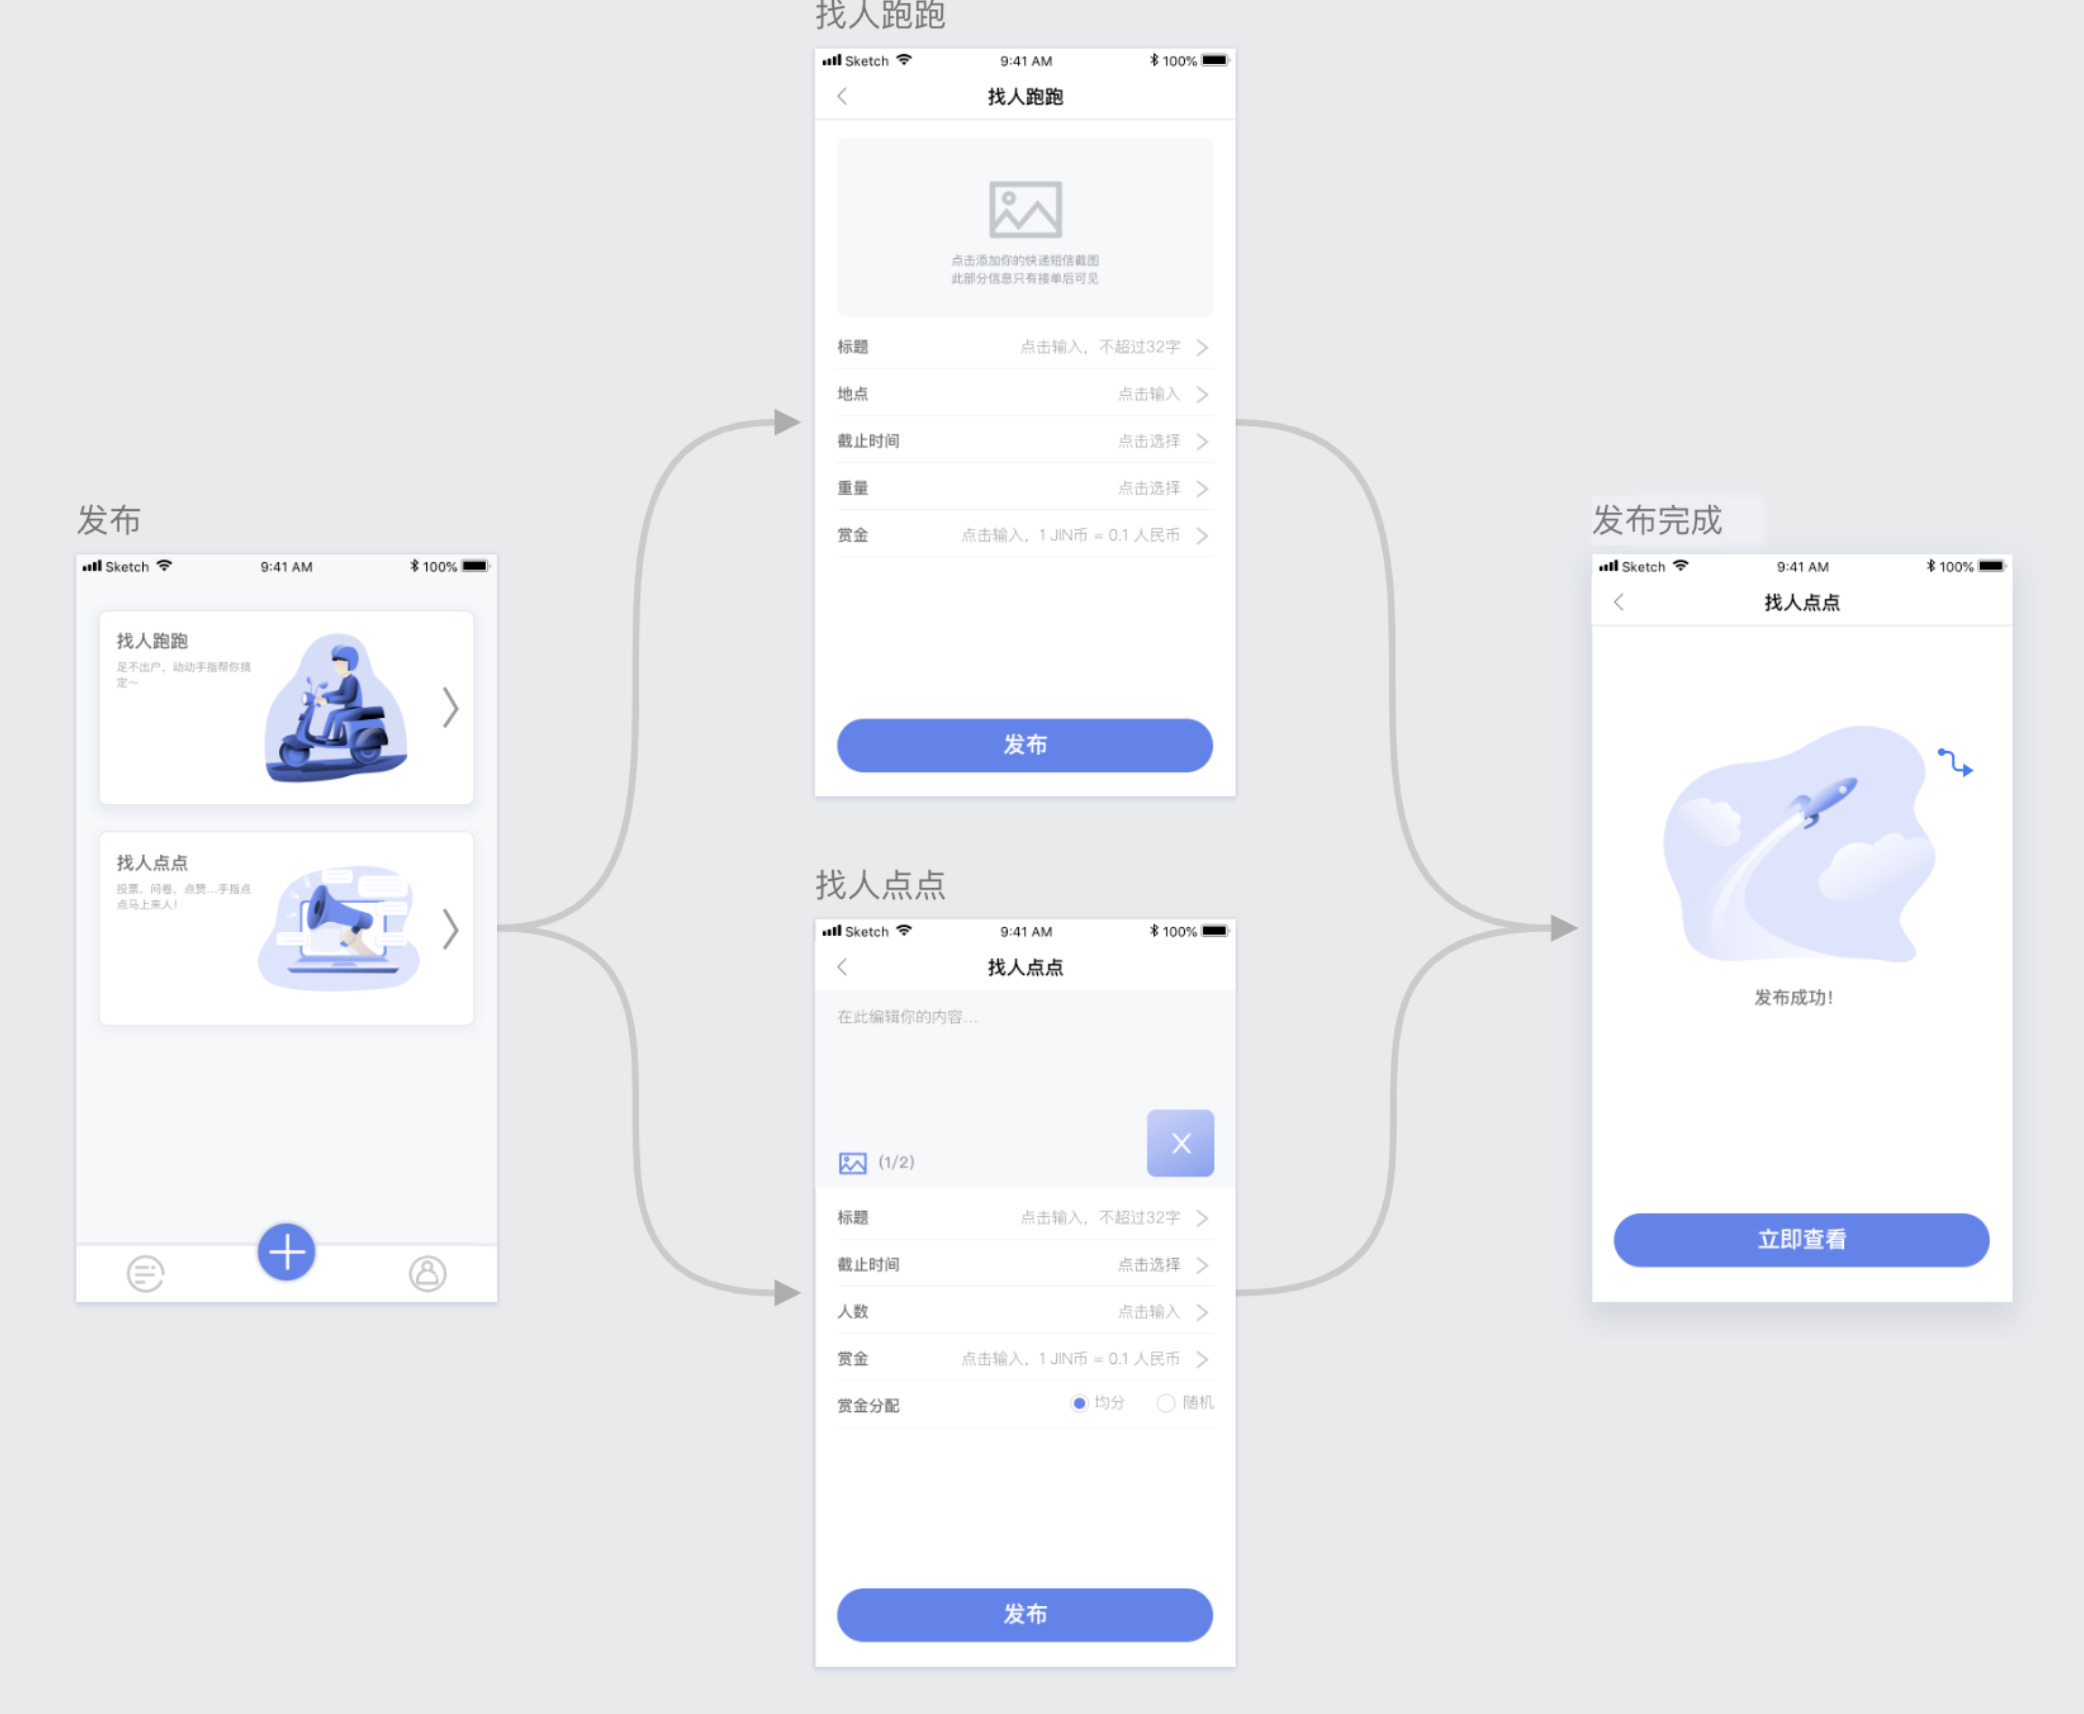 发布
Sketch
9:41 AM
100%
找人跑跑
足不出户，动动手指帮你搞
定～
找人点点
投票，问卷，点赞...手指点
点马上来人！
找人跑跑
Sketch
9:41 AM
100%
找人跑跑
点击添加你的快递短信截图
此部分信息只有接单后可见
标题
点击输入，不超过32字
地点
点击输入
截止时间
点击选择
重量
点击选择
赏金
点击输入，1 JIN币 = 0.1 人民币
发布
找人点点
Sketch
9:41 AM
100%
找人点点
在此编辑你的内容...
(1/2)
X
标题
点击输入，不超过32字
截止时间
点击选择
人数
点击输入
赏金
点击输入，1 JIN币 = 0.1 人民币
赏金分配
均分
随机
发布
发布完成
Sketch
9:41 AM
100%
找人点点
发布成功！
立即查看